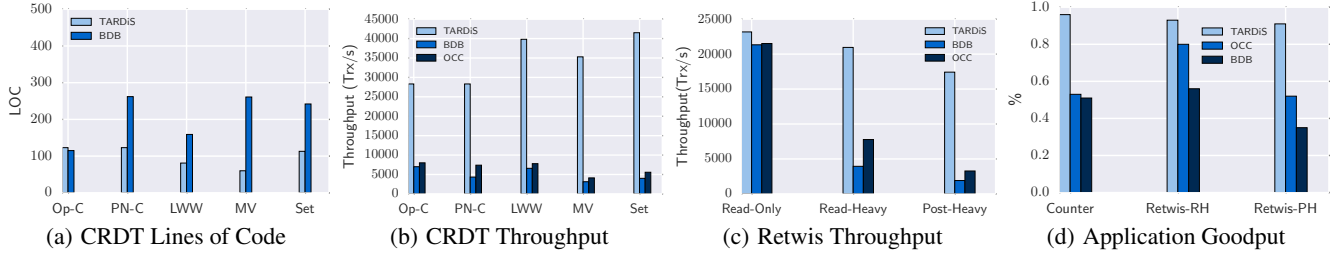 500
400
300
200
100
0
LOC
TARDiS
BDB
Op-C PN-C LWW MV Set
(a) CRDT Lines of Code
45000
40000
35000
30000
25000
20000
15000
10000
5000
0
Throughput (Trx/s)
TARDiS
BDB
OCC
Op-C PN-C LWW MV Set
(b) CRDT Throughput
25000
20000
15000
10000
5000
0
Throughput(Trx/s)
TARDiS
BDB
OCC
Read-Only Read-Heavy Post-Heavy
(c) Retwis Throughput
1.0
0.8
0.6
0.4
0.2
0.0
%
TARDiS
OCC
BDB
Counter Retwis-RH Retwis-PH
(d) Application Goodput